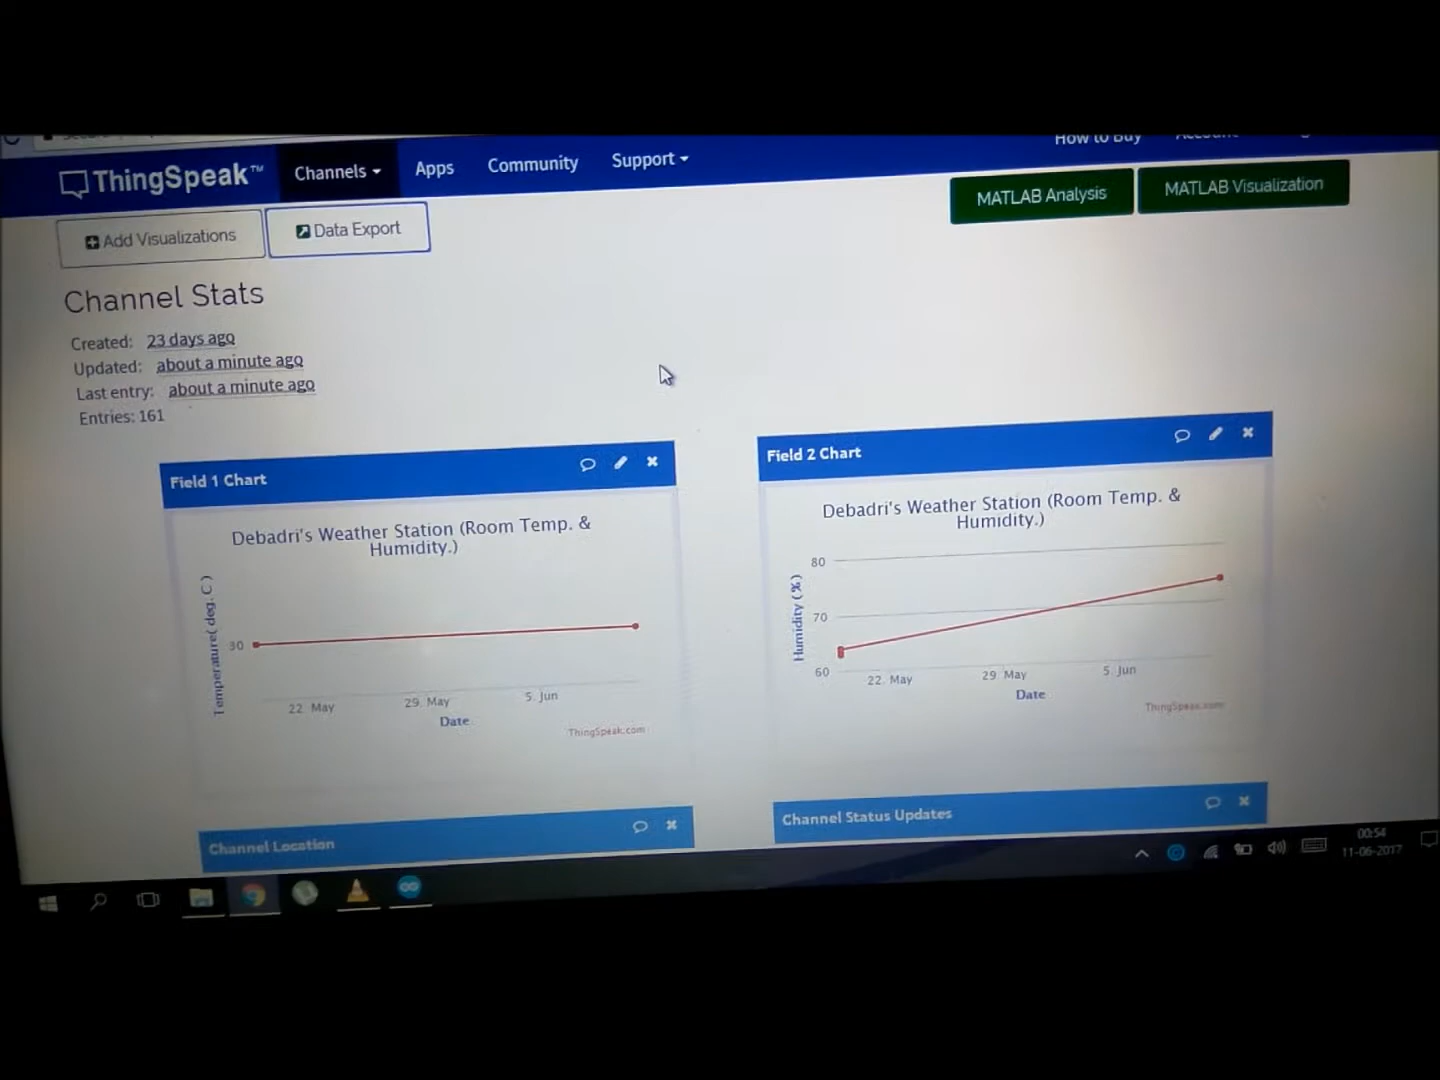 ThingSpeak™ Channels Apps Community Support How to Buy
Add Visualizations Data Export MATLAB Analysis MATLAB Visualization
Channel Stats
Created: 23 days ago
Updated: about a minute ago
Last entry: about a minute ago
Entries: 161
Field 1 Chart
Debadri's Weather Station (Room Temp. &
Humidity.)
Temperature( deg. C )
30
22. May 29. May 5. Jun
Date
ThingSpeak.com
Field 2 Chart
Debadri's Weather Station (Room Temp. &
Humidity.)
Humidity (%)
80
70
60
22. May 29. May 5. Jun
Date
ThingSpeak.com
Channel Location
Channel Status Updates
00:54
11-06-2017